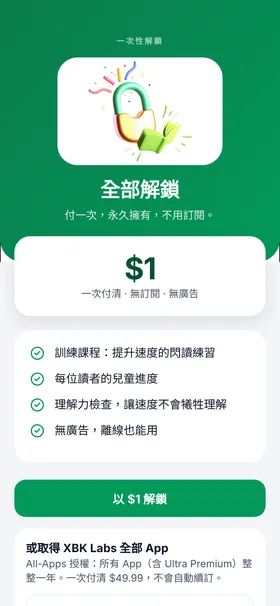 一次性解鎖
全部解鎖
付一次，永久擁有，不用訂閱。
$1
一次付清 · 無訂閱 · 無廣告
訓練課程：提升速度的閃讀練習
每位讀者的兒童進度
理解力檢查，讓速度不會犧牲理解
無廣告，離線也能用
以 $1 解鎖
或取得 XBK Labs 全部 App
All-Apps 授權：所有 App（含 Ultra Premium）整
整一年。一次付清 $49.99，不會自動續訂。